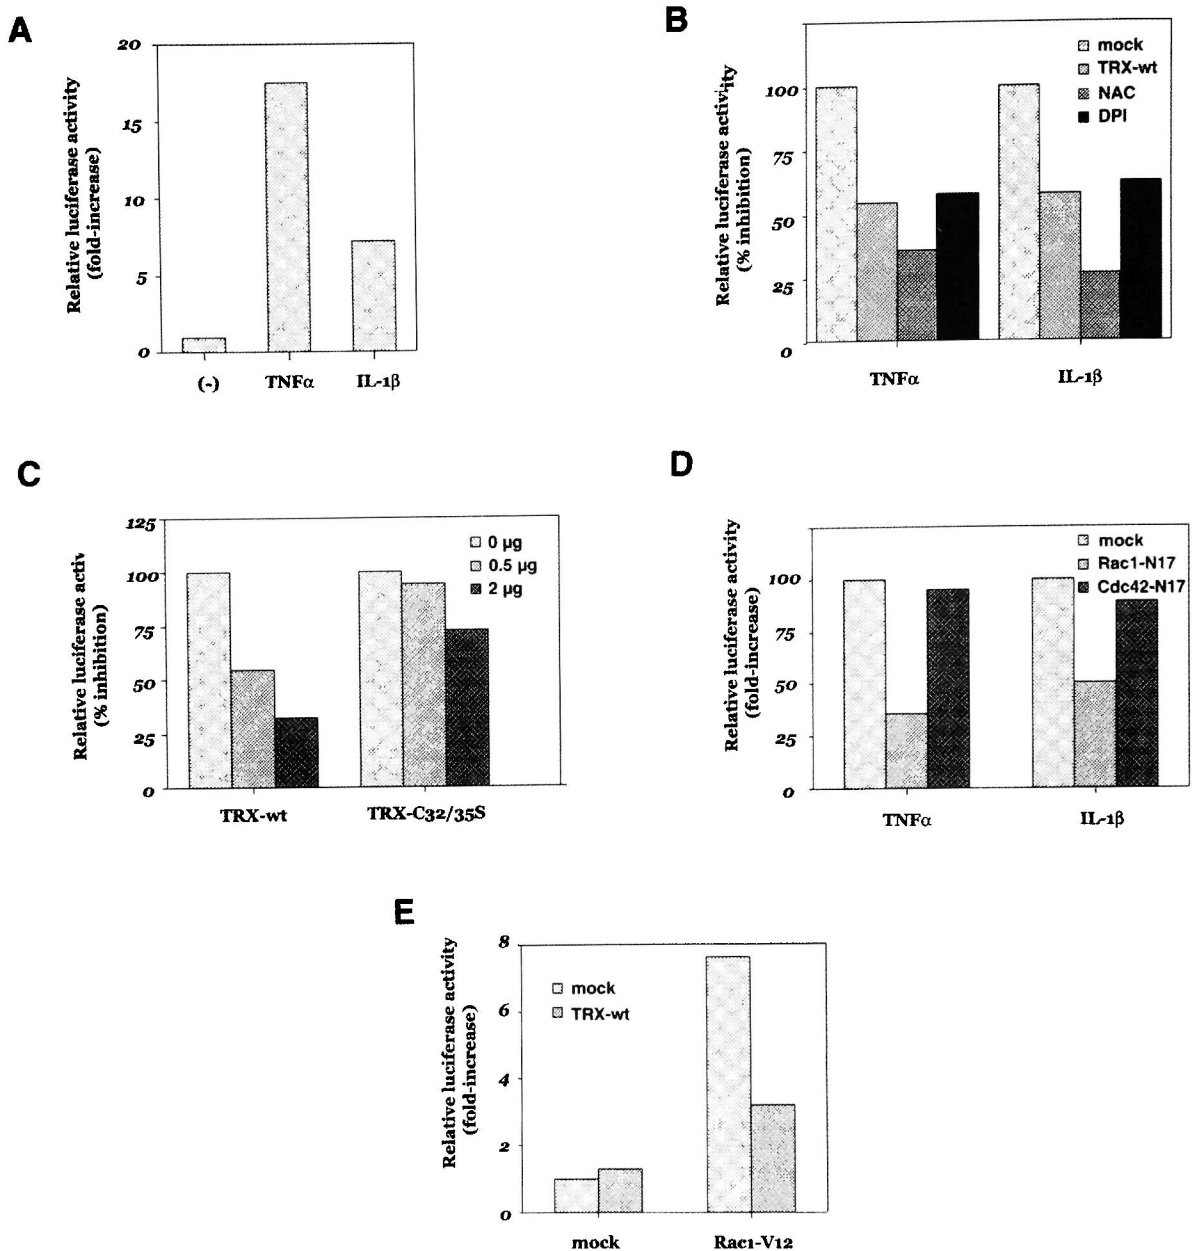 A
Relative luciferase activity
(fold-increase)
20
15
10
5
0
(-)
TNFα
IL-1β
B
Relative luciferase activity
(% inhibition)
100
75
50
25
0
mock
TRX-wt
NAC
DPI
TNFα
IL-1β
C
Relative luciferase activ
(% inhibition)
125
100
75
50
25
0
0 µg
0.5 µg
2 µg
TRX-wt
TRX-C32/35S
D
Relative luciferase activity
(fold-increase)
100
75
50
25
0
mock
Rac1-N17
Cdc42-N17
TNFα
IL-1β
E
Relative luciferase activity
(fold-increase)
8
6
4
2
0
mock
TRX-wt
mock
Rac1-V12